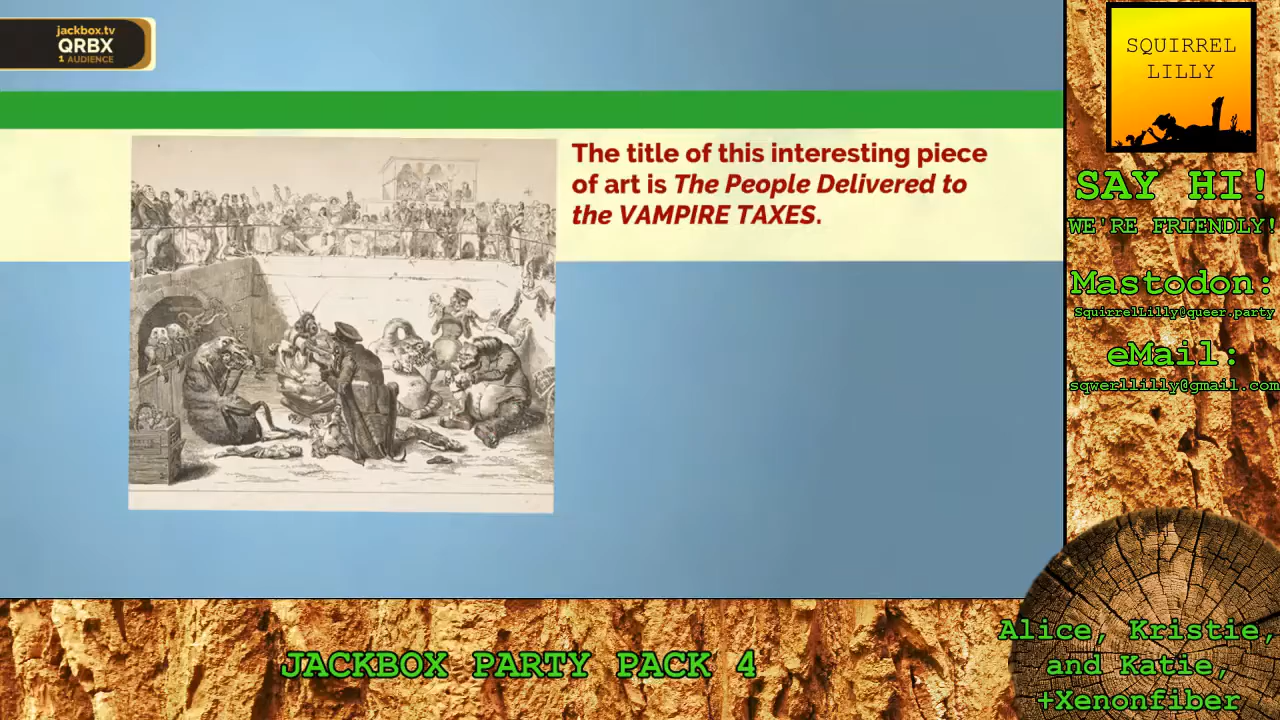 jackbox.tv
QRBX
1 AUDIENCE
The title of this interesting piece
of art is The People Delivered to
the VAMPIRE TAXES.
SQUIRREL
LILLY
SAY HI!
WE'RE FRIENDLY!
Mastodon:
SquirrelLilly@queer.party
eMail:
sqwerllilly@gmail.com
JACKBOX PARTY PACK 4
Alice, Kristie,
and Katie,
+Xenonfiber